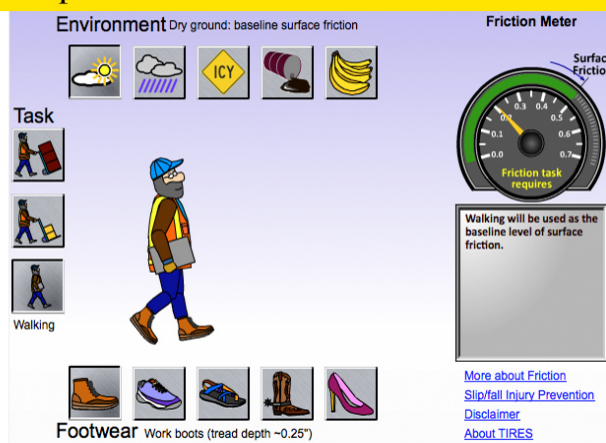 Environment Dry ground: baseline surface friction
Friction Meter
ICY
Surfac
Frictio
Task
0.0 0.1 0.2 0.3 0.4 0.5 0.6 0.7
Friction task
requires
Walking will be used as the
baseline level of surface
friction.
Walking
More about Friction
Slip/fall Injury Prevention
Disclaimer
About TIRES
Footwear Work boots (tread depth ~0.25")